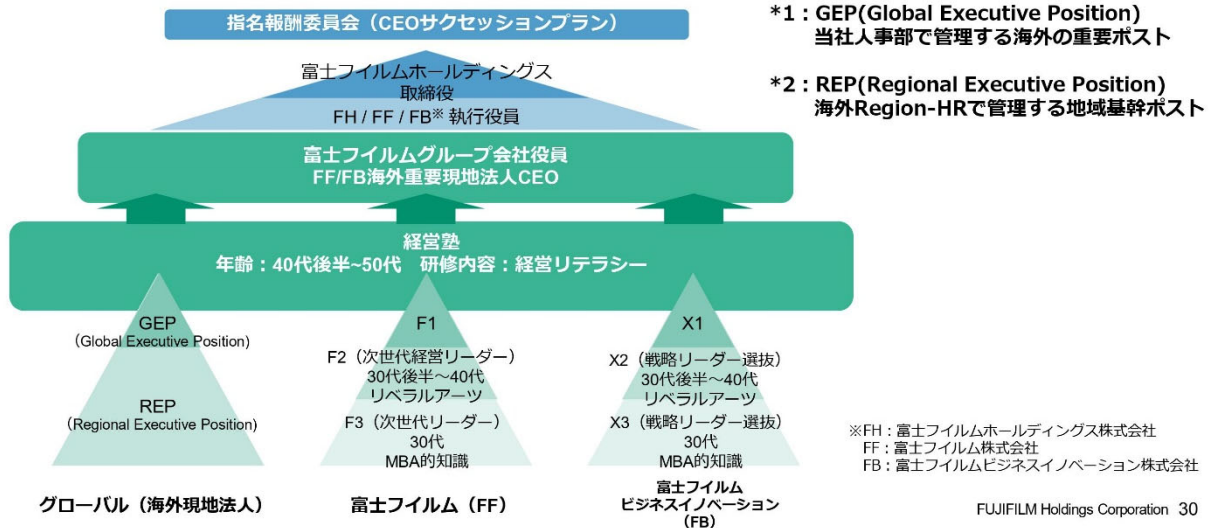 指名報酬委員会（CEOサクセッションプラン）
富士フイルムホールディングス
取締役
FH / FF / FB※ 執行役員
富士フイルムグループ会社役員
FF/FB海外重要現地法人CEO
経営塾
年齢：40代後半~50代　研修内容：経営リテラシー
GEP
（Global Executive Position）
REP
（Regional Executive Position）
グローバル（海外現地法人）
F1
F2（次世代経営リーダー）
30代後半～40代
リベラルアーツ
F3（次世代リーダー）
30代
MBA的知識
富士フイルム（FF）
X1
X2（戦略リーダー選抜）
30代後半～40代
リベラルアーツ
X3（戦略リーダー選抜）
30代
MBA的知識
富士フイルム
ビジネスイノベーション
（FB）
*1：GEP(Global Executive Position)
当社人事部で管理する海外の重要ポスト
*2：REP(Regional Executive Position)
海外Region-HRで管理する地域基幹ポスト
※FH：富士フイルムホールディングス株式会社
FF：富士フイルム株式会社
FB：富士フイルムビジネスイノベーション株式会社
FUJIFILM Holdings Corporation 30